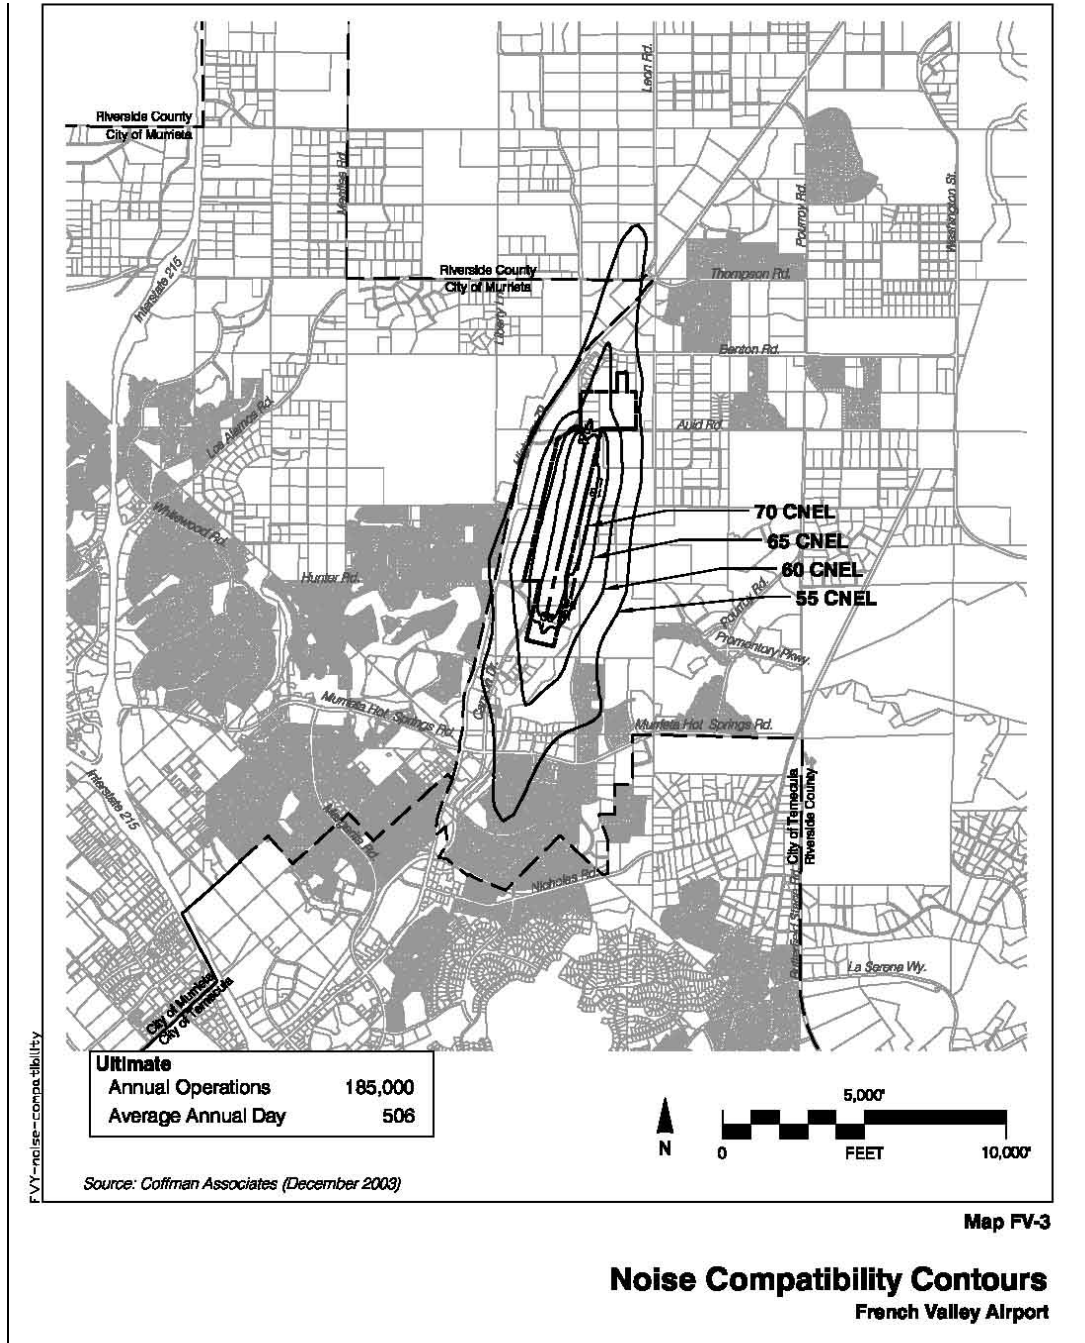 Leon Rd.
Riverside County
City of Murrieta
Menifee Rd.
Pourroy Rd.
Washington St.
Interstate 215
Riverside County
City of Murrieta
Thompson Rd.
Liberty Ln.
Benton Rd.
Los Alamos Rd.
Auld Rd.
70 CNEL
Whitewood Rd.
65 CNEL
60 CNEL
Hunter Rd.
55 CNEL
Pourroy Rd.
Promontory Pkwy.
Murrieta Hot Springs Rd.
Murrieta Hot Springs Rd.
Interstate 215
City of Temecula
Riverside County
Nicholas Rd.
Butterfield Stage Rd.
La Serena Wy.
City of Murrieta
City of Temecula
FVY-noise-compatibility
Ultimate
Annual Operations 185,000
Average Annual Day 506
N
5,000'
0 FEET 10,000'
Source: Coffman Associates (December 2003)
Map FV-3
Noise Compatibility Contours
French Valley Airport